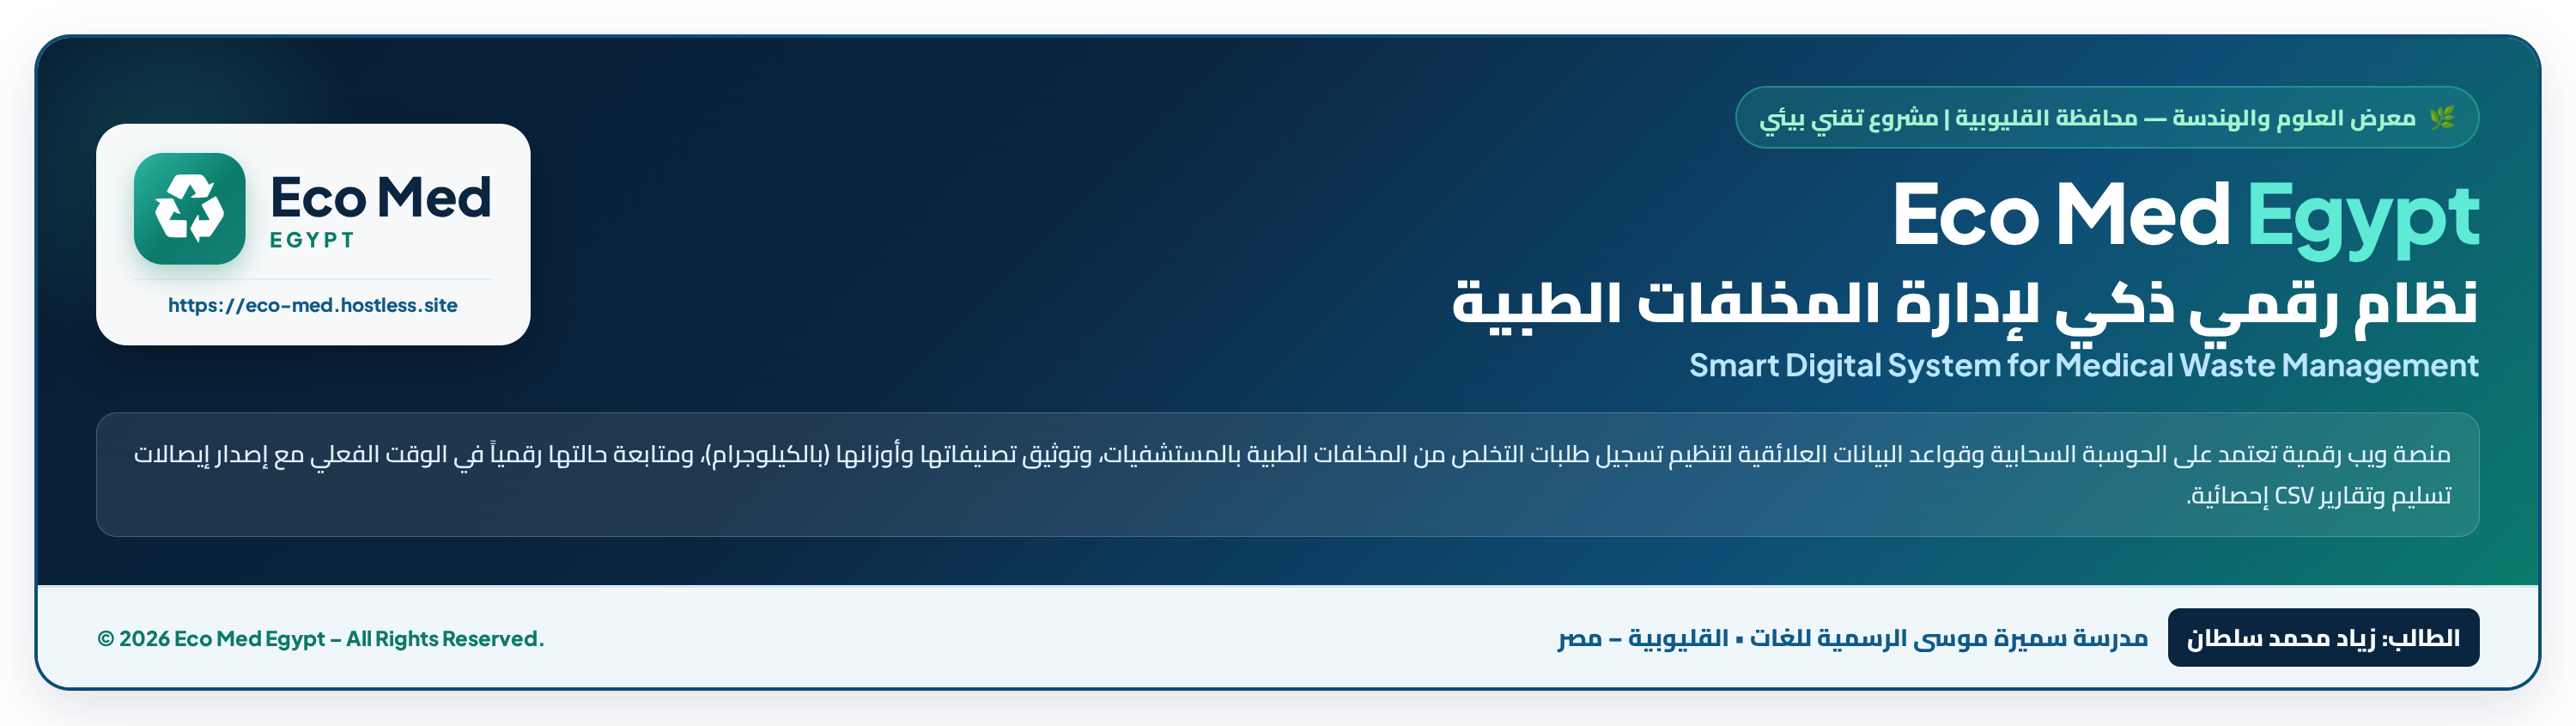 🌿 معرض العلوم والهندسة — محافظة القليوبية | مشروع تقني بيئي
Eco Med Egypt
نظام رقمي ذكي لإدارة المخلفات الطبية
Smart Digital System for Medical Waste Management
Eco Med
EGYPT
https://eco-med.hostless.site
منصة ويب رقمية تعتمد على الحوسبة السحابية وقواعد البيانات العلائقية لتنظيم تسجيل طلبات التخلص من المخلفات الطبية بالمستشفيات، وتوثيق تصنيفاتها وأوزانها (بالكيلوجرام)، ومتابعة حالتها رقمياً في الوقت الفعلي مع إصدار إيصالات
تسليم وتقارير CSV إحصائية.
الطالب: زياد محمد سلطان
مدرسة سميرة موسى الرسمية للغات • القليوبية – مصر
© 2026 Eco Med Egypt – All Rights Reserved.